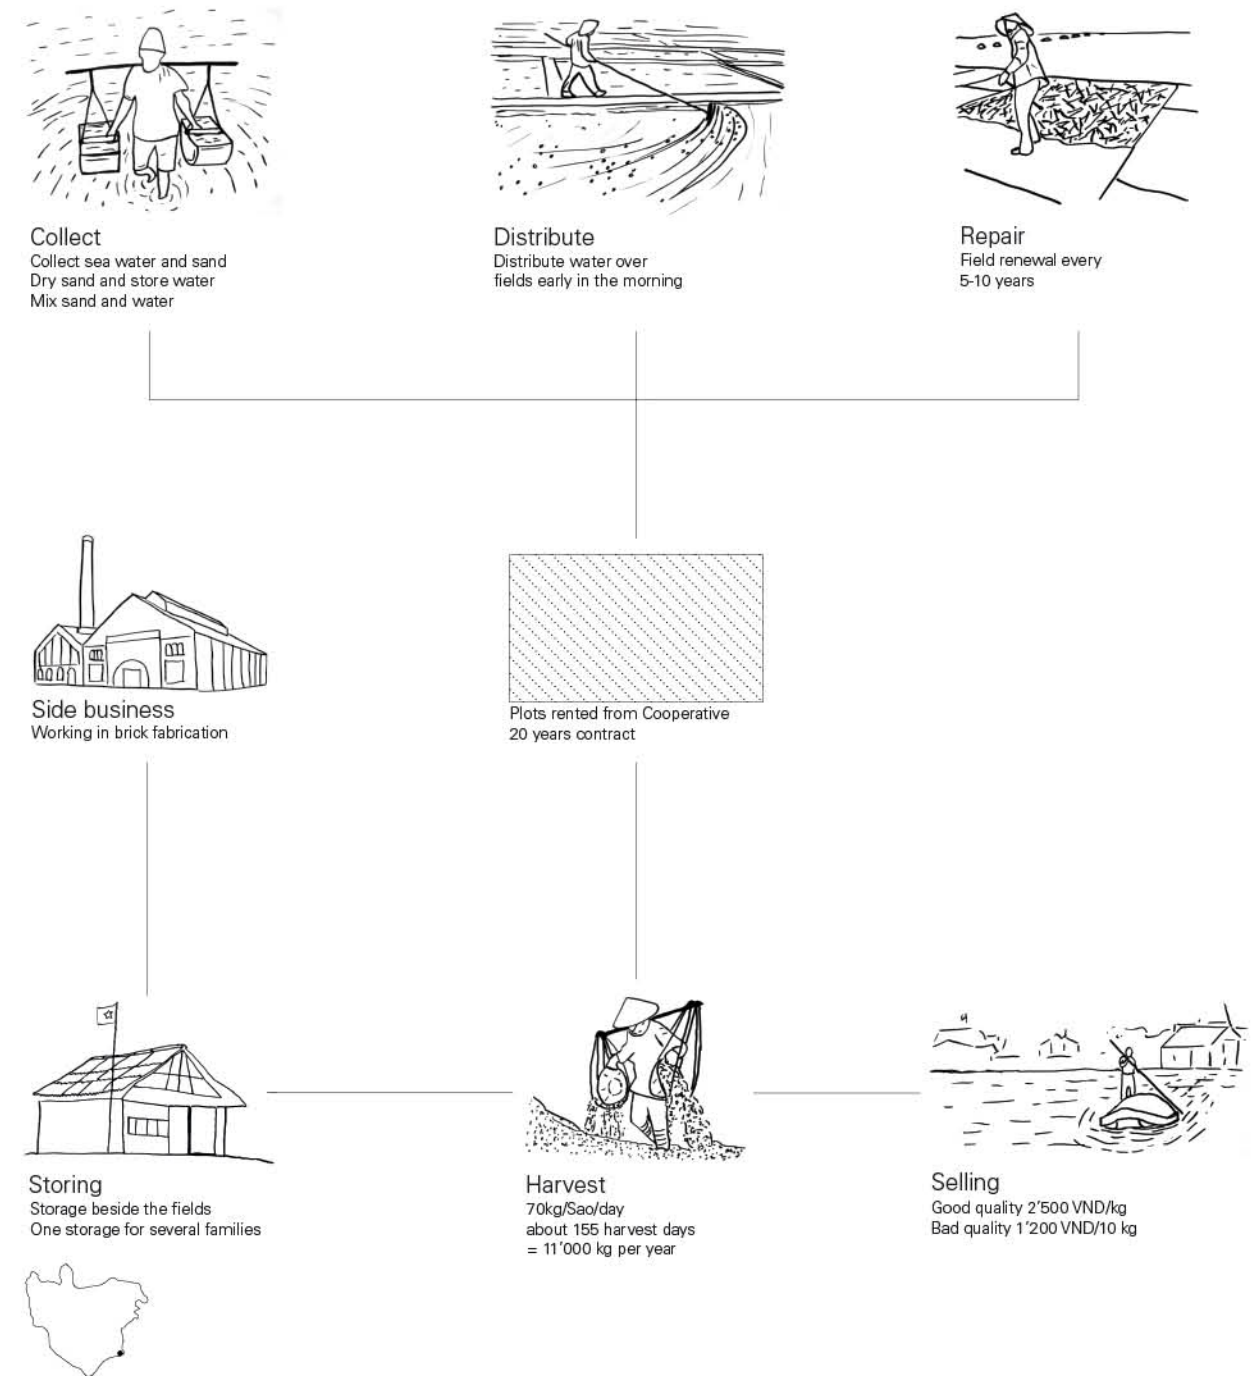 Collect
Collect sea water and sand
Dry sand and store water
Mix sand and water
Distribute
Distribute water over
fields early in the morning
Repair
Field renewal every
5-10 years
Side business
Working in brick fabrication
Plots rented from Cooperative
20 years contract
Storing
Storage beside the fields
One storage for several families
Harvest
70kg/Sao/day
about 155 harvest days
= 11’000 kg per year
Selling
Good quality 2’500 VND/kg
Bad quality 1’200 VND/10 kg